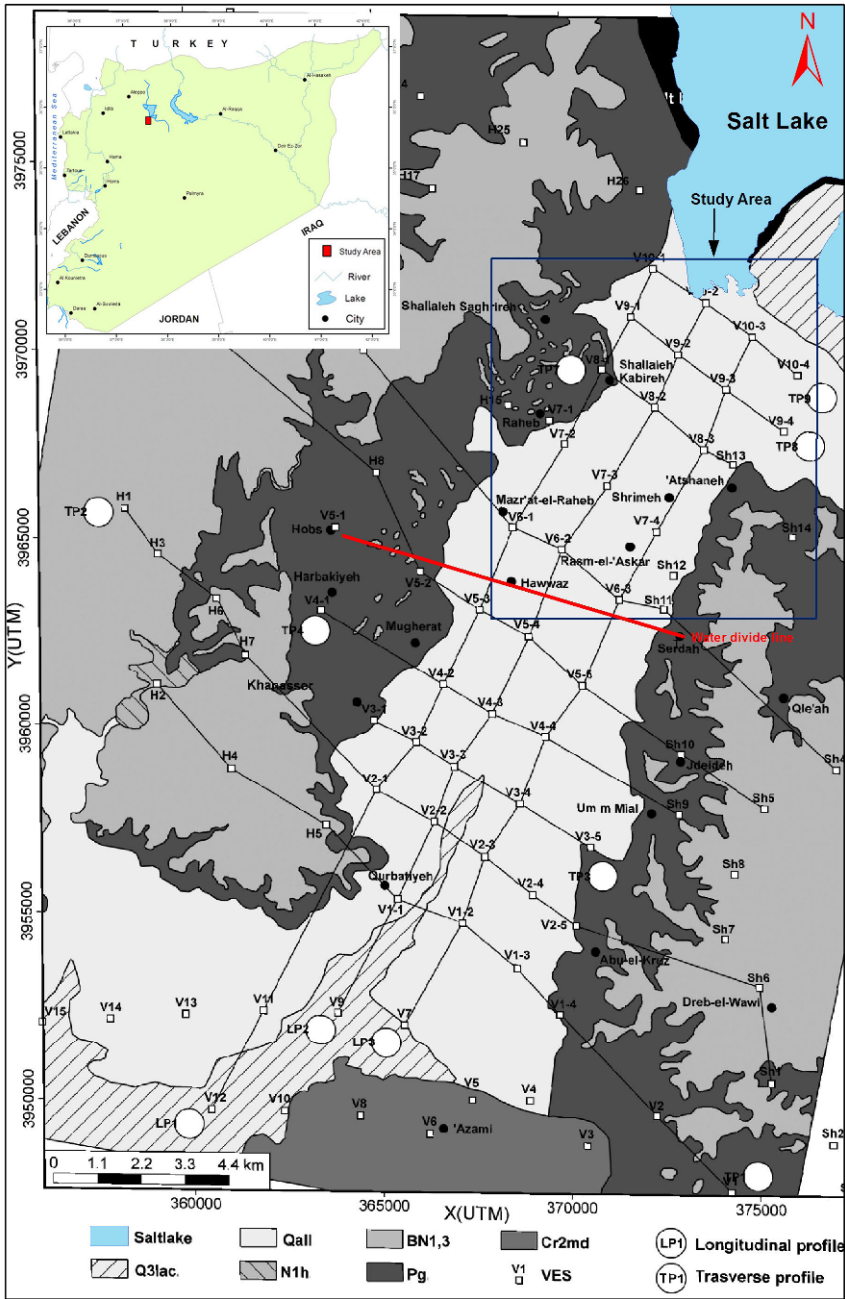 T U R K E Y
Al-Hasakeh
Aleppo
Idlib
Al-Raqqa
Lattakia
Hama
Deir Ez-Zor
Tartous
Homs
Palmyra
Mediterranean Sea
LEBANON
IRAQ
Damascus
Al-Kounaitra
Daraa
Al-Suwieda
JORDAN
Study Area
River
Lake
City
N
Salt Lake
Study Area
H25
H26
3975000
3970000
3965000
3960000
3955000
3950000
Y(UTM)
V10-1
V10-3
V10-4
V9-1
V9-2
V9-3
V9-4
Shallaleh Saghrireh
Shallaleh
Kabireh
V8-1
V8-2
V8-3
TP9
TP8
H15
V7-1
Raheb
V7-2
V7-3
V7-4
Sh13
'Atshaneh
Shrimeh
H8
Mazr'at-el-Raheb
V6-1
V6-2
V6-3
Rasm-el-'Askar
Sh12
Sh14
Sh11
TP2
H1
H3
V5-1
Hobs
V5-2
Hawwaz
Harbakiyeh
V4-1
TP4
Mugherat
H6
H7
H2
Khanasser
V5-3
V5-4
V5-5
Water divide line
Serdah
Qle'ah
V4-2
V4-3
V4-4
V3-1
V3-2
V3-3
V3-4
V3-5
Sh10
Jdeideh
Sh4
Sh5
H4
V2-1
V2-2
V2-3
V2-4
V2-5
Um m Mial
Sh9
H5
Qurbatiyeh
TP3
Sh8
V1-1
V1-2
V1-3
V1-4
Sh7
Abu-el-Kruz
Sh6
Dreb-el-Wawi
V15
V14
V13
V11
V9
LP2
V7
LP3
Sh1
V12
LP1
V10
V8
V5
V4
V6
'Azami
V3
V2
Sh2
TP1
V1
0 1.1 2.2 3.3 4.4 km
360000 365000 370000 375000
X(UTM)
Saltlake
Qall
BN1,3
Cr2md
LP1
Longitudinal profile
Q3lac.
N1h
Pg
V1
VES
TP1
Trasverse profile